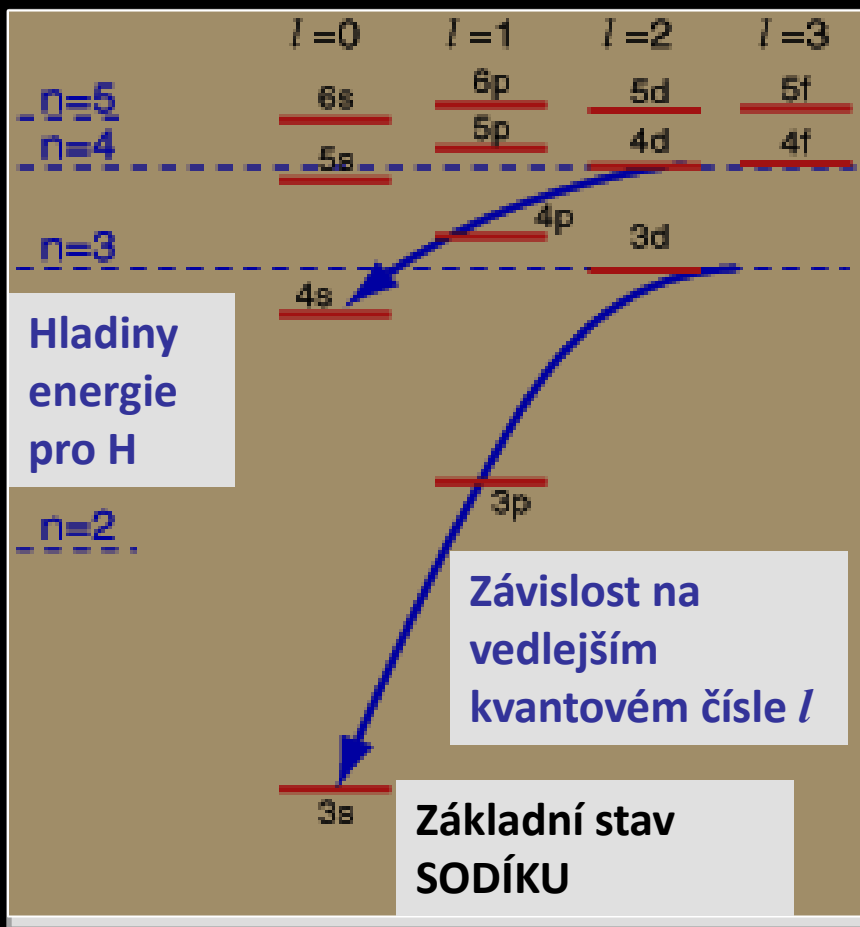 l =0 l =1 l =2 l =3
n=5 6s 6p 5d 5f
n=4 5s 5p 4d 4f
n=3 4s 4p 3d
Hladiny
energie
pro H
3p
n=2
Závislost na
vedlejším
kvantovém čísle l
3s
Základní stav
SODÍKU